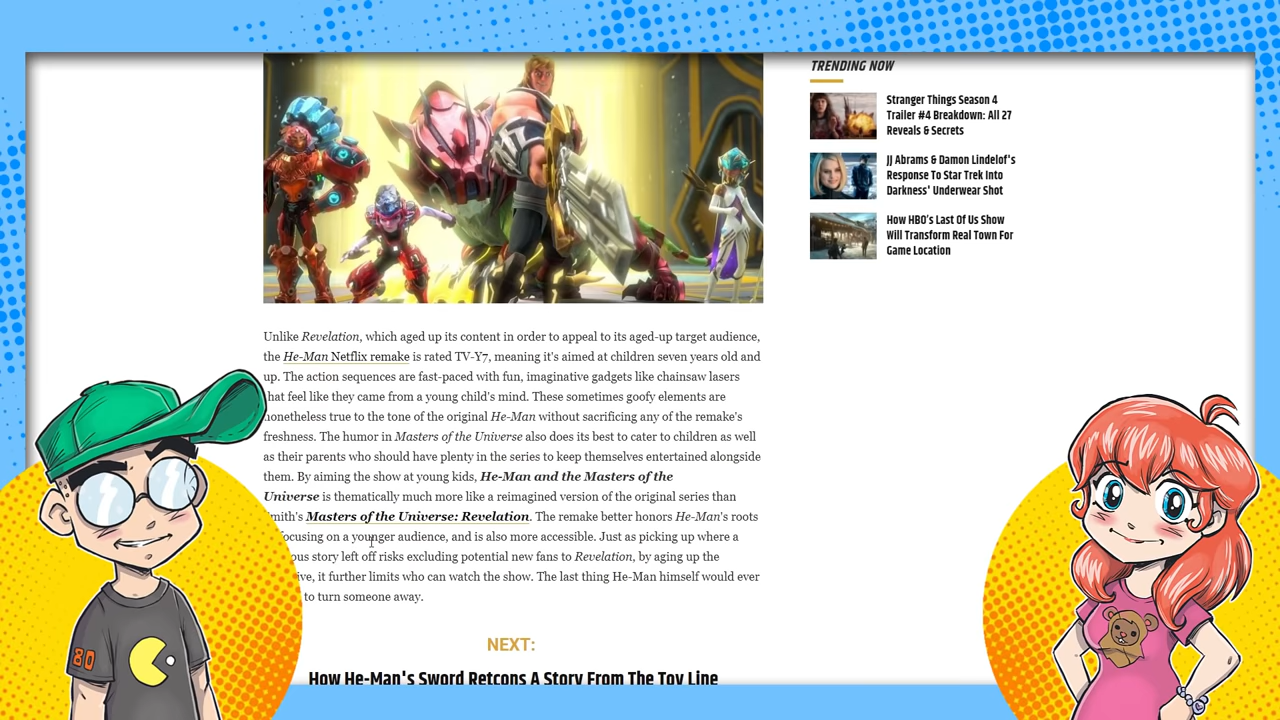 TRENDING NOW
Stranger Things Season 4
Trailer #4 Breakdown: All 27
Reveals & Secrets
JJ Abrams & Damon Lindelof's
Response To Star Trek Into
Darkness' Underwear Shot
How HBO's Last Of Us Show
Will Transform Real Town For
Game Location
Unlike Revelation, which aged up its content in order to appeal to its aged-up target audience,
the He-Man Netflix remake is rated TV-Y7, meaning it's aimed at children seven years old and
up. The action sequences are fast-paced with fun, imaginative gadgets like chainsaw lasers
that feel like they came from a young child's mind. These sometimes goofy elements are
nonetheless true to the tone of the original He-Man without sacrificing any of the remake's
freshness. The humor in Masters of the Universe also does its best to cater to children as well
as their parents who should have plenty in the series to keep themselves entertained alongside
them. By aiming the show at young kids, He-Man and the Masters of the
Universe is thematically much more like a reimagined version of the original series than
Smith's Masters of the Universe: Revelation. The remake better honors He-Man's roots
focusing on a younger audience, and is also more accessible. Just as picking up where a
story left off risks excluding potential new fans to Revelation, by aging up the
it further limits who can watch the show. The last thing He-Man himself would ever
to turn someone away.
NEXT:
How He-Man's Sword Retcons A Story From The Toy Line
80